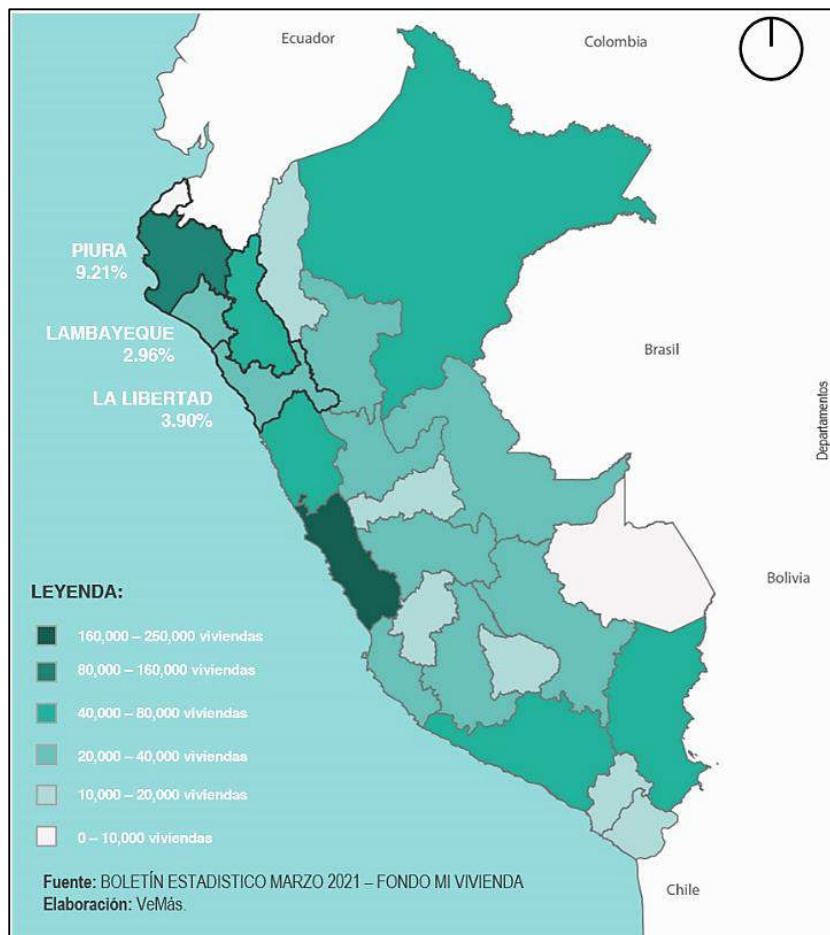 Ecuador
Colombia
PIURA
9.21%
LAMBAYEQUE
2.96%
Brasil
LA LIBERTAD
3.90%
Departamentos
Bolivia
LEYENDA:
160,000 – 250,000 viviendas
80,000 – 160,000 viviendas
40,000 – 80,000 viviendas
20,000 – 40,000 viviendas
10,000 – 20,000 viviendas
0 – 10,000 viviendas
Fuente: BOLETÍN ESTADISTICO MARZO 2021 – FONDO MI VIVIENDA
Elaboración: VeMás.
Chile